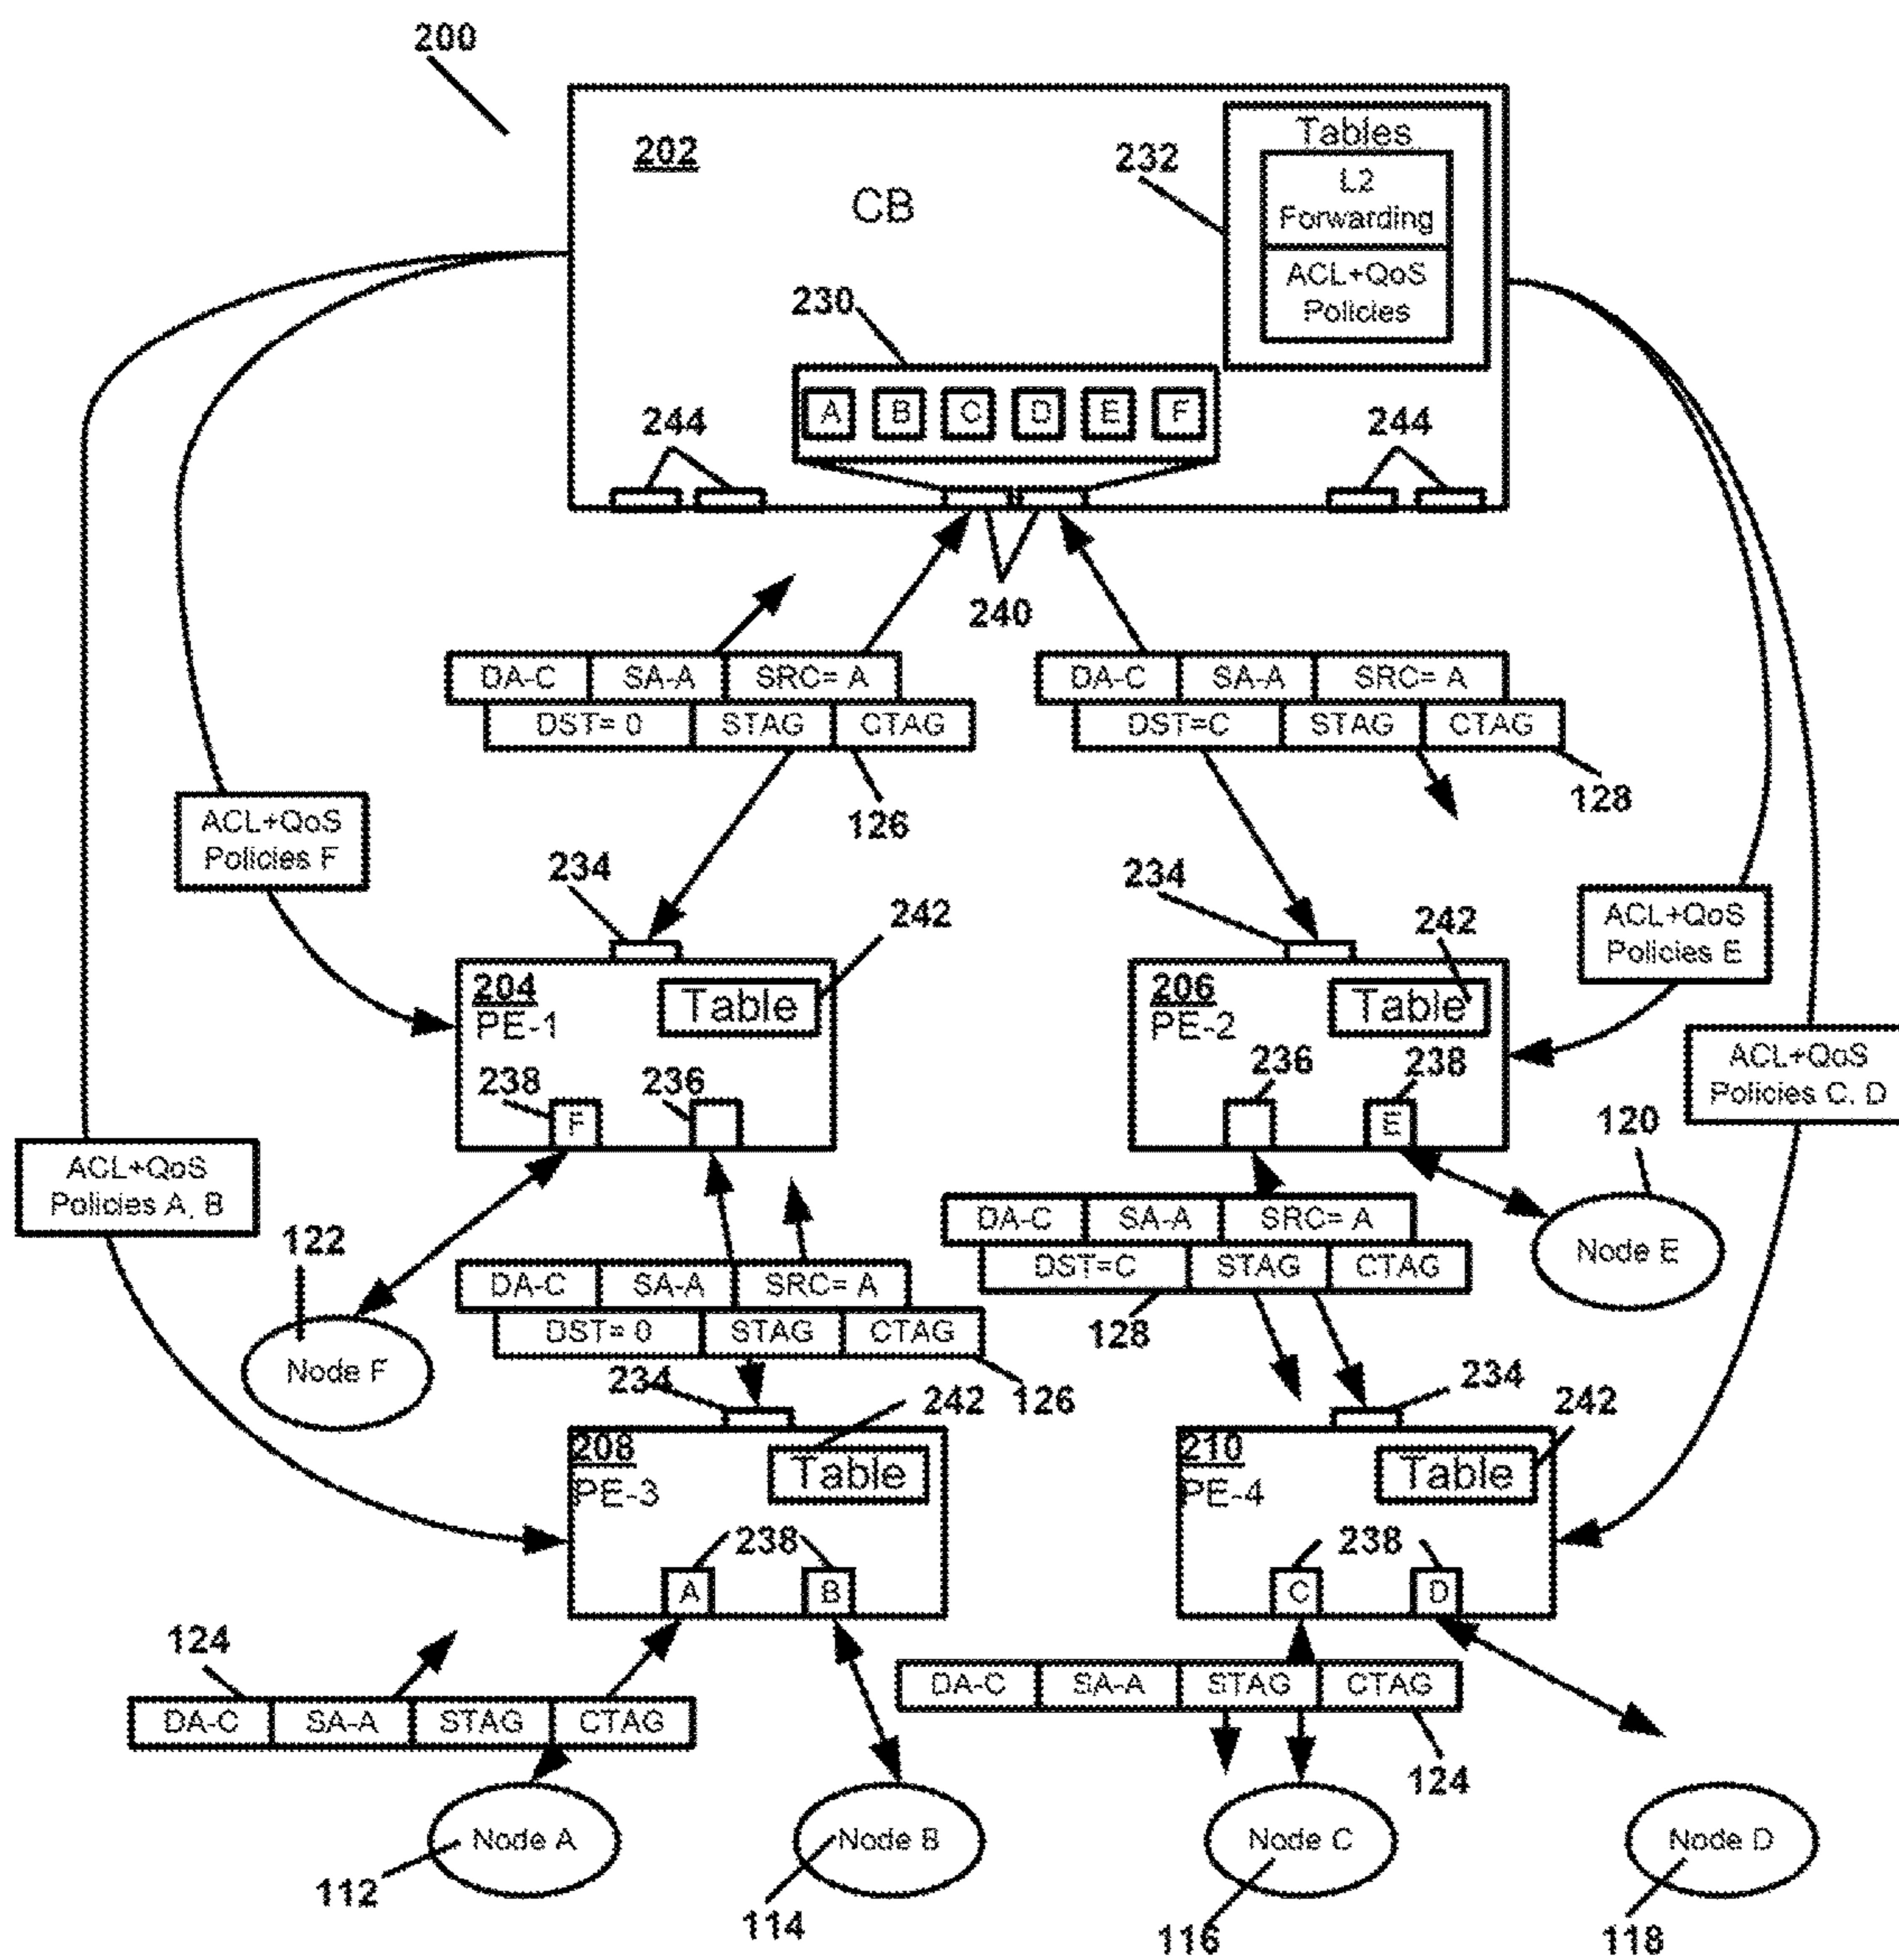 200
202
CB
232
Tables
L2
Forwarding
ACL+QoS
Policies
230
A B C D E F
244
244
240
DA-C SA-A SRC= A
DST= 0 STAG CTAG
126
DA-C SA-A SRC= A
DST=C STAG CTAG
128
ACL+QoS
Policies F
ACL+QoS
Policies E
ACL+QoS
Policies C, D
ACL+QoS
Policies A, B
234
242
204
PE-1
Table
238
236
F
234
242
206
PE-2
Table
236
238
E
120
Node E
122
Node F
DA-C SA-A SRC= A
DST= 0 STAG CTAG
126
DA-C SA-A SRC= A
DST=C STAG CTAG
128
234
242
208
PE-3
Table
238
A B
234
242
210
PE-4
Table
238
C D
124
DA-C SA-A STAG CTAG
DA-C SA-A STAG CTAG
124
Node A
Node B
Node C
Node D
112
114
116
118